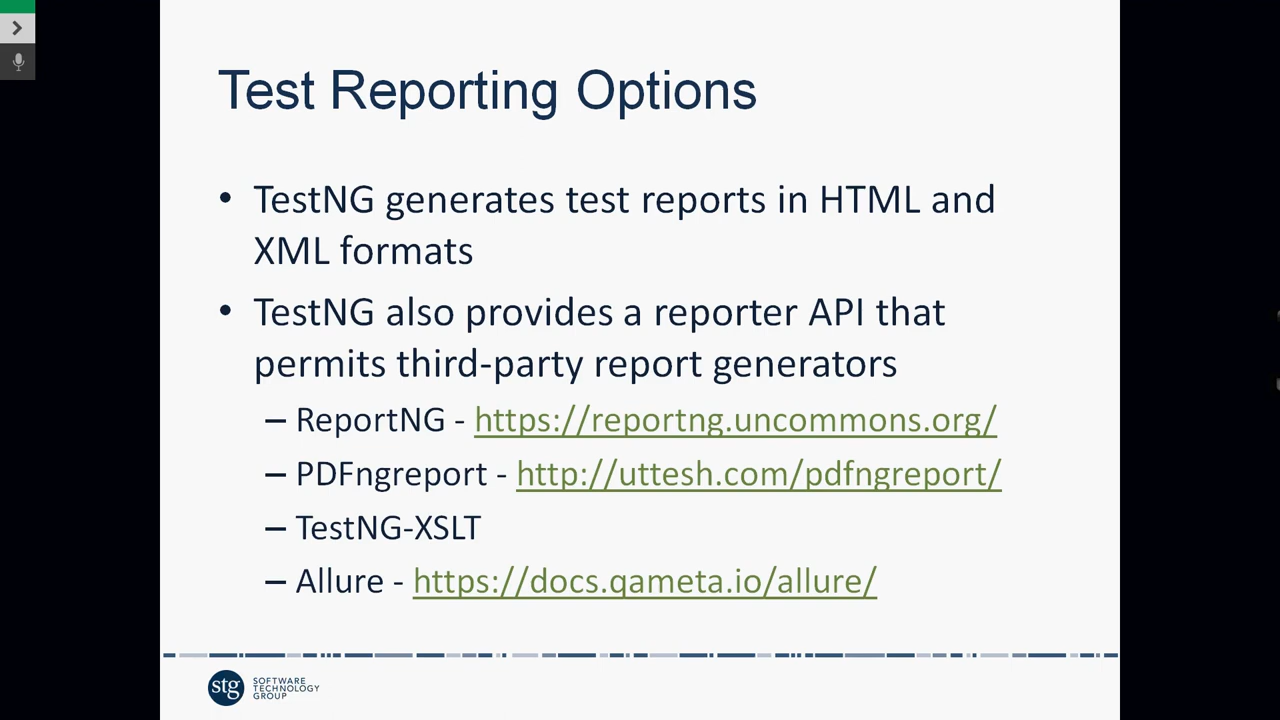 Test Reporting Options
• TestNG generates test reports in HTML and
XML formats
• TestNG also provides a reporter API that
permits third-party report generators
– ReportNG - https://reportng.uncommons.org/
– PDFngreport - http://uttesh.com/pdfngreport/
– TestNG-XSLT
– Allure - https://docs.qameta.io/allure/
stg
SOFTWARE
TECHNOLOGY
GROUP